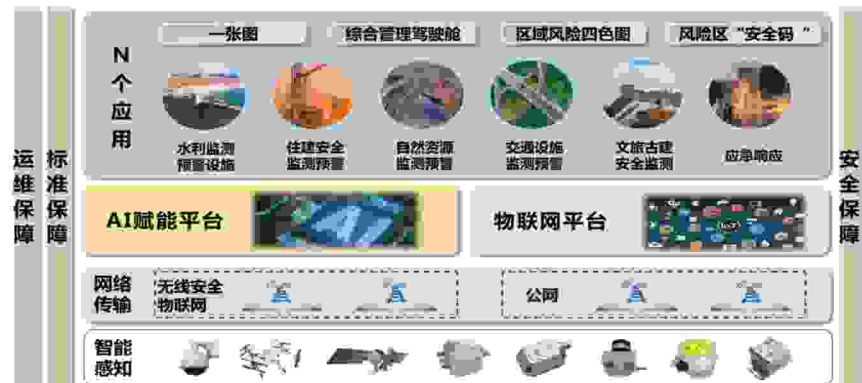 一张图
综合管理驾驶舱
区域风险四色图
风险区“安全码”
N个应用
水利监测
预警设施
住建安全
监测预警
自然资源
监测预警
交通设施
监测预警
文旅古建
安全监测
应急响应
运维保障
标准保障
安全保障
AI赋能平台
物联网平台
网络
传输
无线安全
物联网
公网
智能
感知